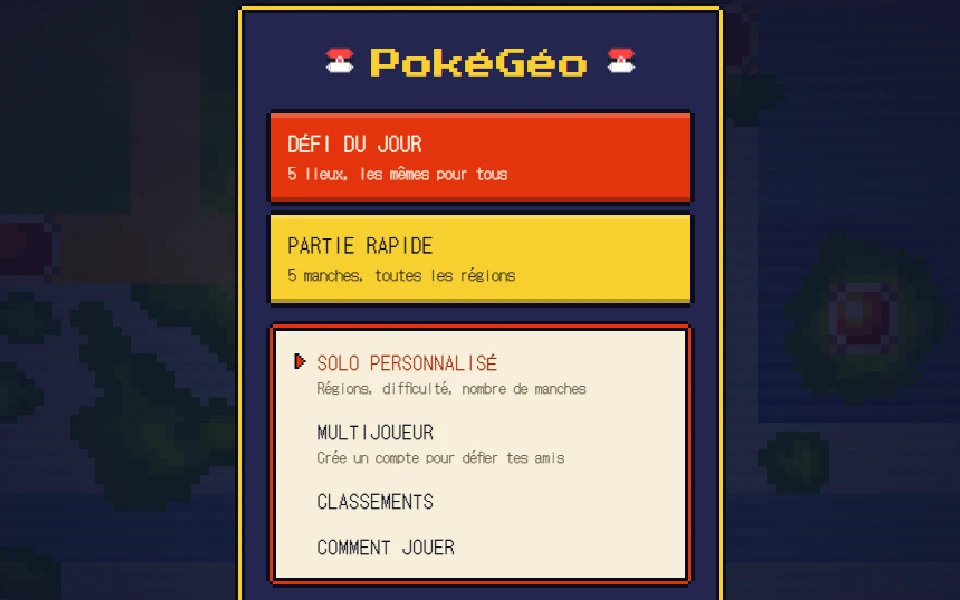 PokéGéo
DÉFI DU JOUR
5 lieux, les mêmes pour tous
PARTIE RAPIDE
5 manches, toutes les régions
SOLO PERSONNALISÉ
Régions, difficulté, nombre de manches
MULTIJOUEUR
Crée un compte pour défier tes amis
CLASSEMENTS
COMMENT JOUER